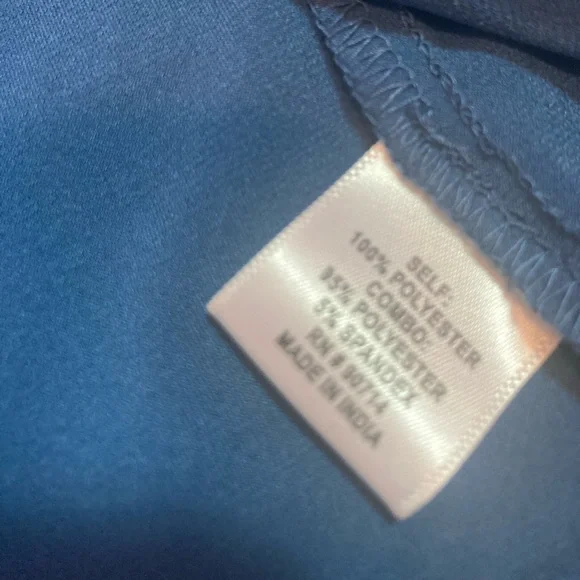 SELF:
100% POLYESTER
COMBO:
95% POLYESTER
5% SPANDEX
RN # 90714
MADE IN INDIA